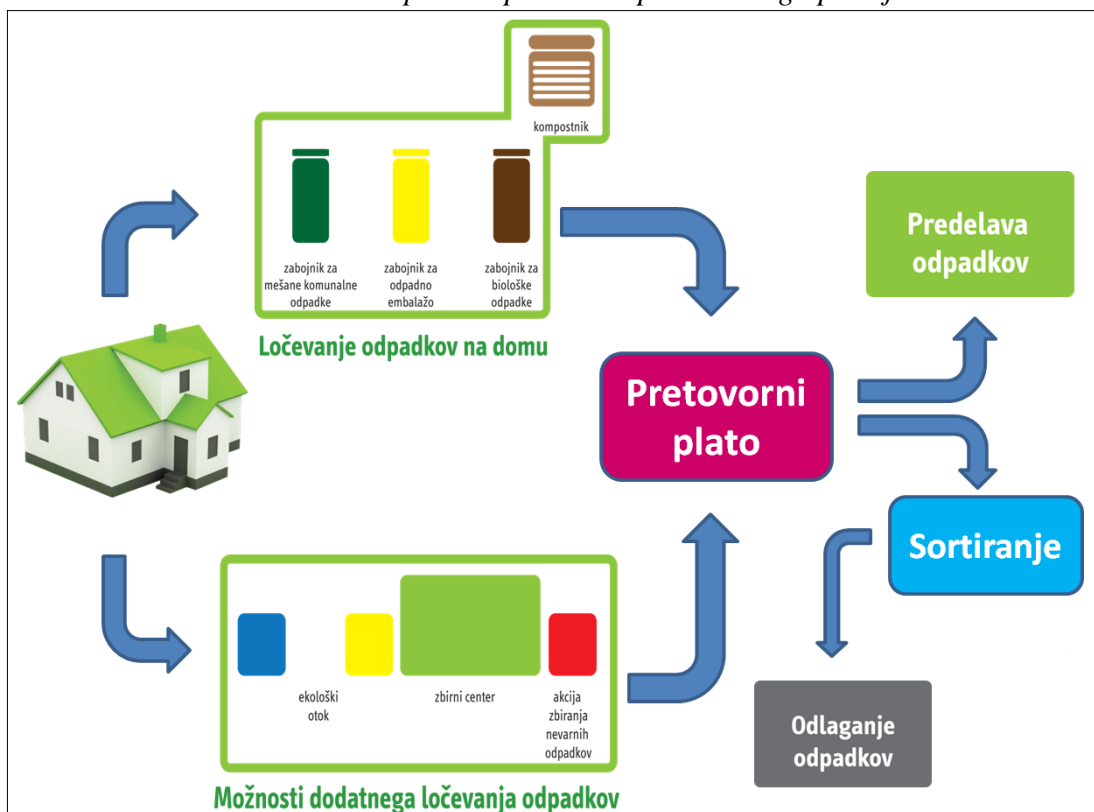 kompostnik
zabojnik za
mešane komunalne
odpadke
zabojnik za
odpadno
embalažo
zabojnik za
biološke
odpadke
Ločevanje odpadkov na domu
Predelava
odpadkov
Pretovorni
plato
Sortiranje
ekološki
otok
zbirni center
akcija
zbiranja
nevarnih
odpadkov
Možnosti dodatnega ločevanja odpadkov
Odlaganje
odpadkov